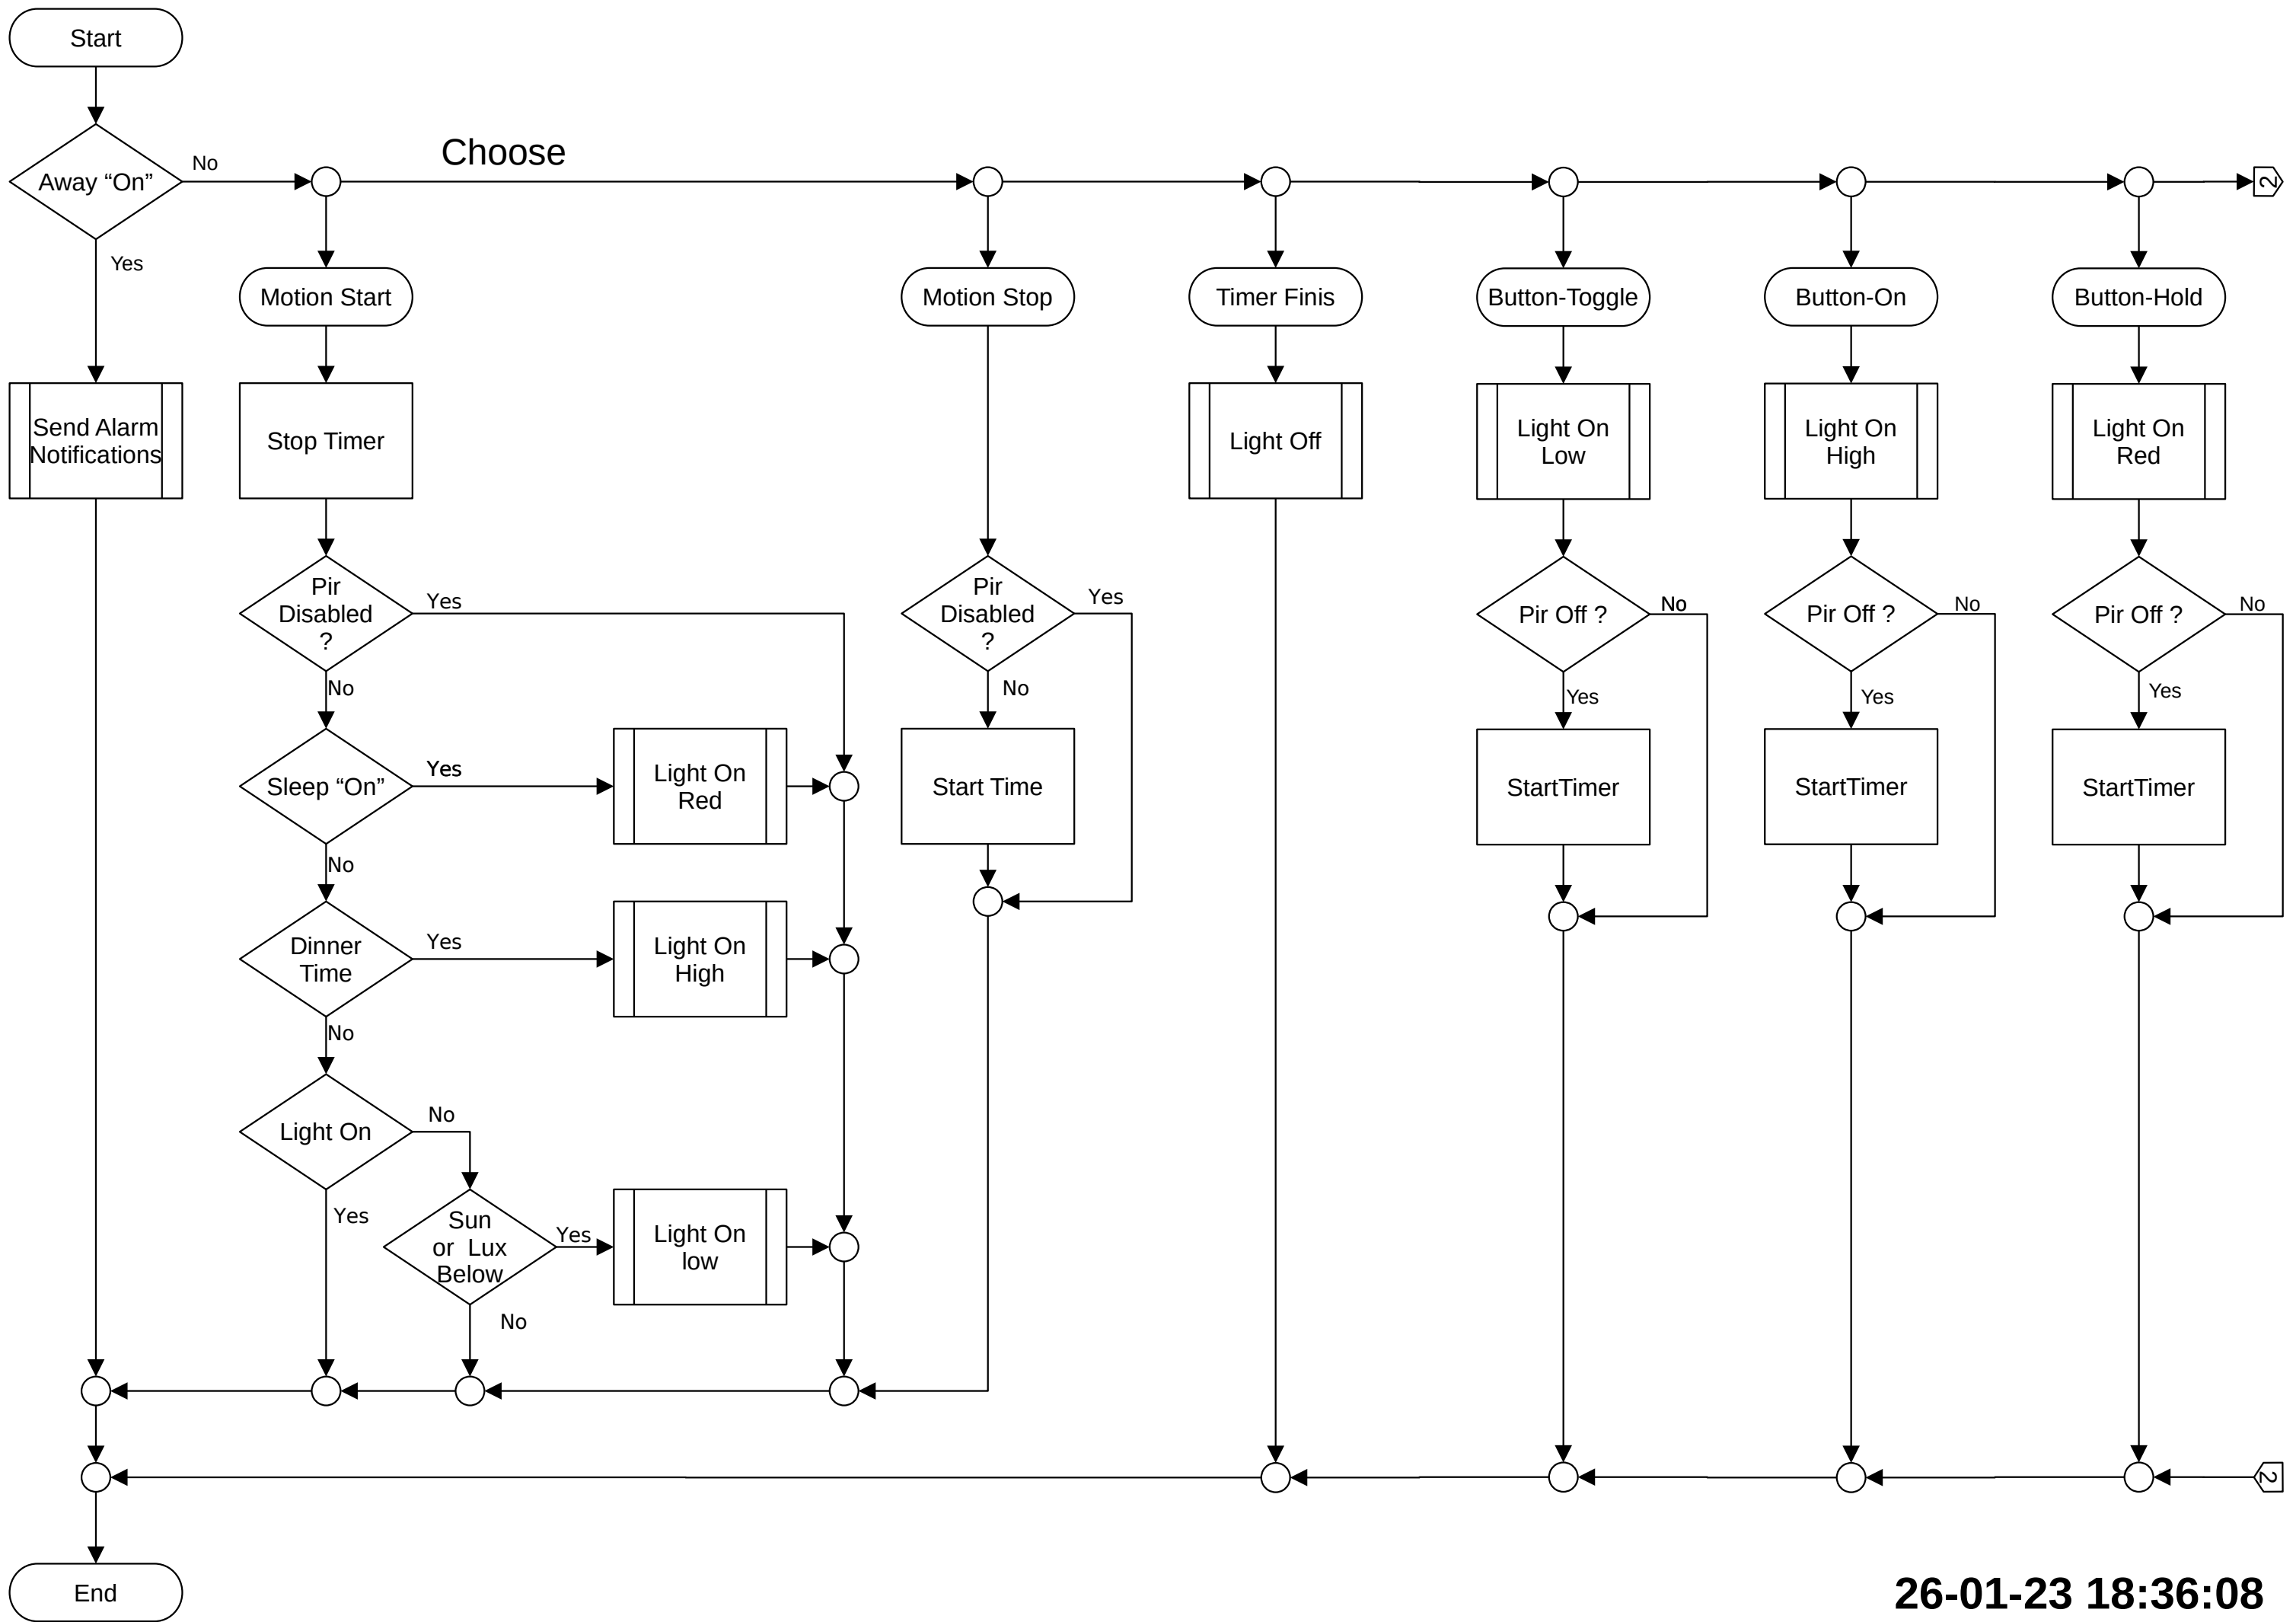 Start
Choose
Away “On”
No
Yes
2
Motion Start
Motion Stop
Timer Finis
Button-Toggle
Button-On
Button-Hold
Send Alarm
Notifications
Stop Timer
Light Off
Light On
Low
Light On
High
Light On
Red
Pir
Disabled
?
Yes
No
Pir
Disabled
?
Yes
No
Pir Off ?
No
Yes
Pir Off ?
No
Yes
Pir Off ?
No
Yes
Sleep “On”
Yes
No
Light On
Red
Start Time
StartTimer
StartTimer
StartTimer
Dinner
Time
Yes
No
Light On
High
Light On
No
Yes
Sun
or  Lux
Below
Yes
No
Light On
low
2
End
26-01-23 18:36:08